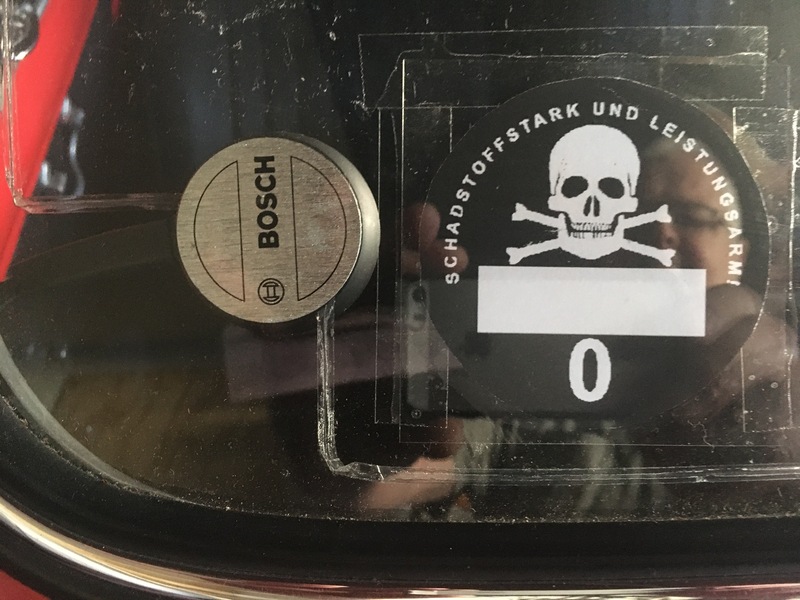 BOSCH
SCHADSTOFFSTARK UND LEISTUNGSARM!
0